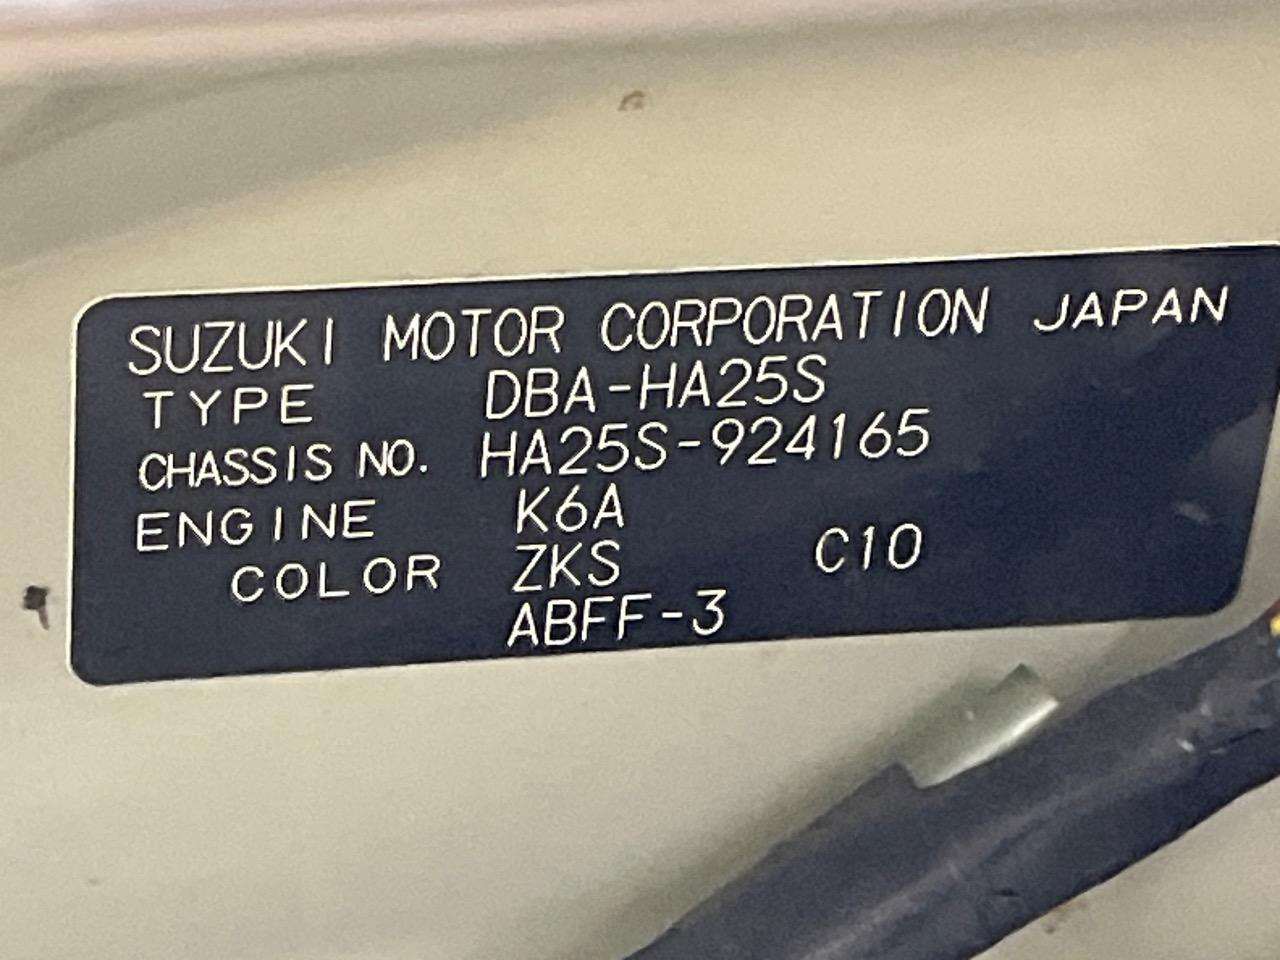 SUZUKI MOTOR CORPORATION JAPAN
TYPE DBA-HA25S
CHASSIS NO. HA25S-924165
ENGINE K6A
COLOR ZKS C10
ABFF-3